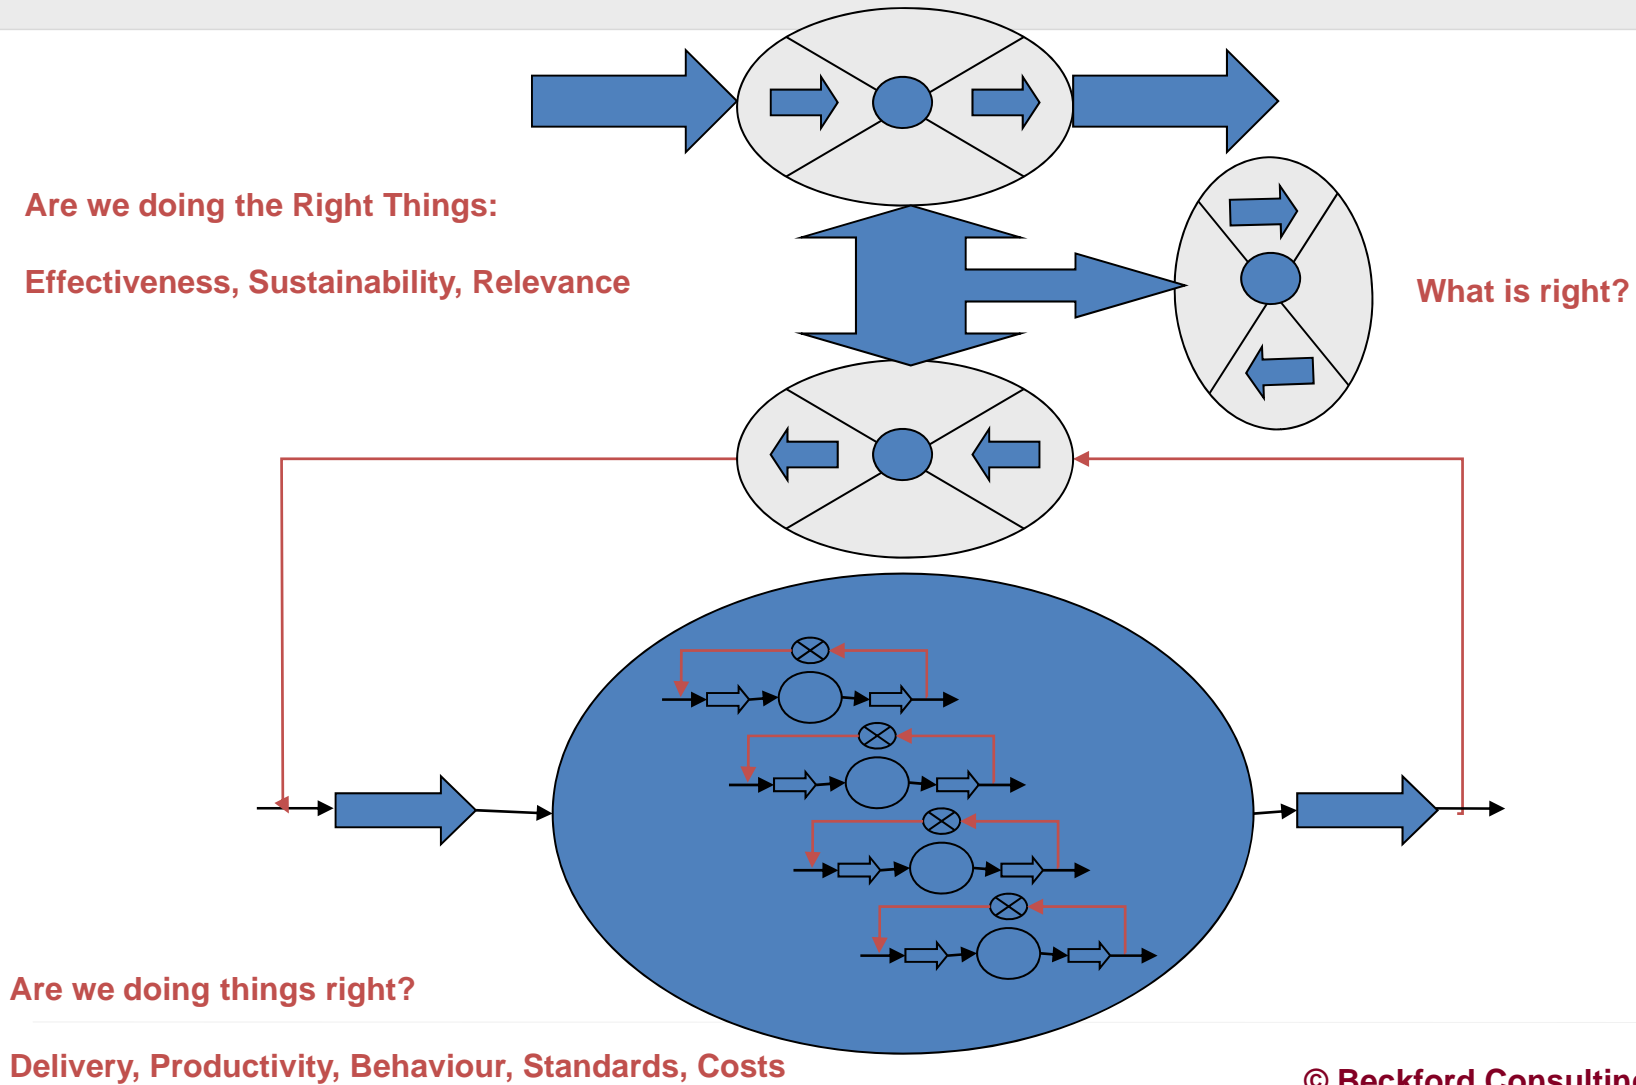 Are we doing the Right Things:
Effectiveness, Sustainability, Relevance
What is right?
Are we doing things right?
Delivery, Productivity, Behaviour, Standards, Costs
© Beckford Consulting